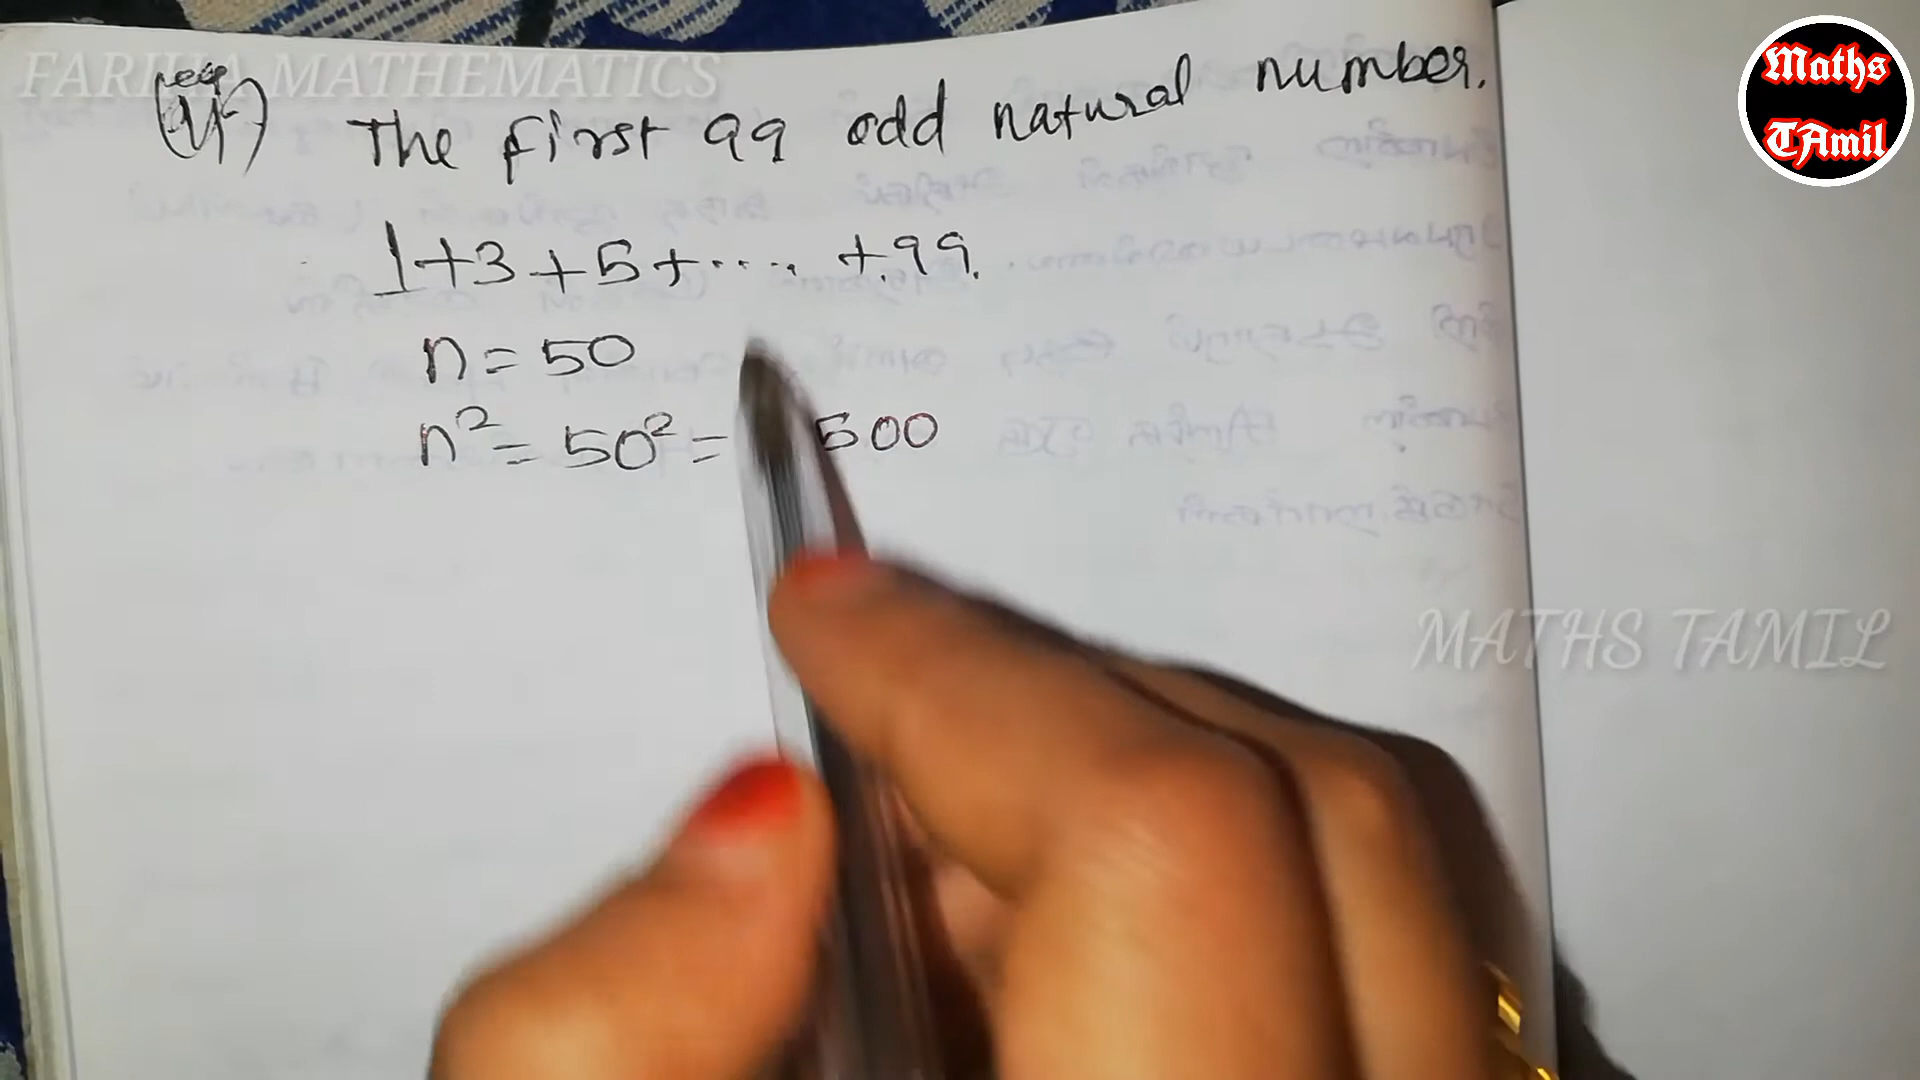 FARIHA MATHEMATICS
The first 99 odd natural number.
1+3+5+.... +99.
n = 50
n² = 50² = 500
Maths
TAmil
MATHS TAMIL